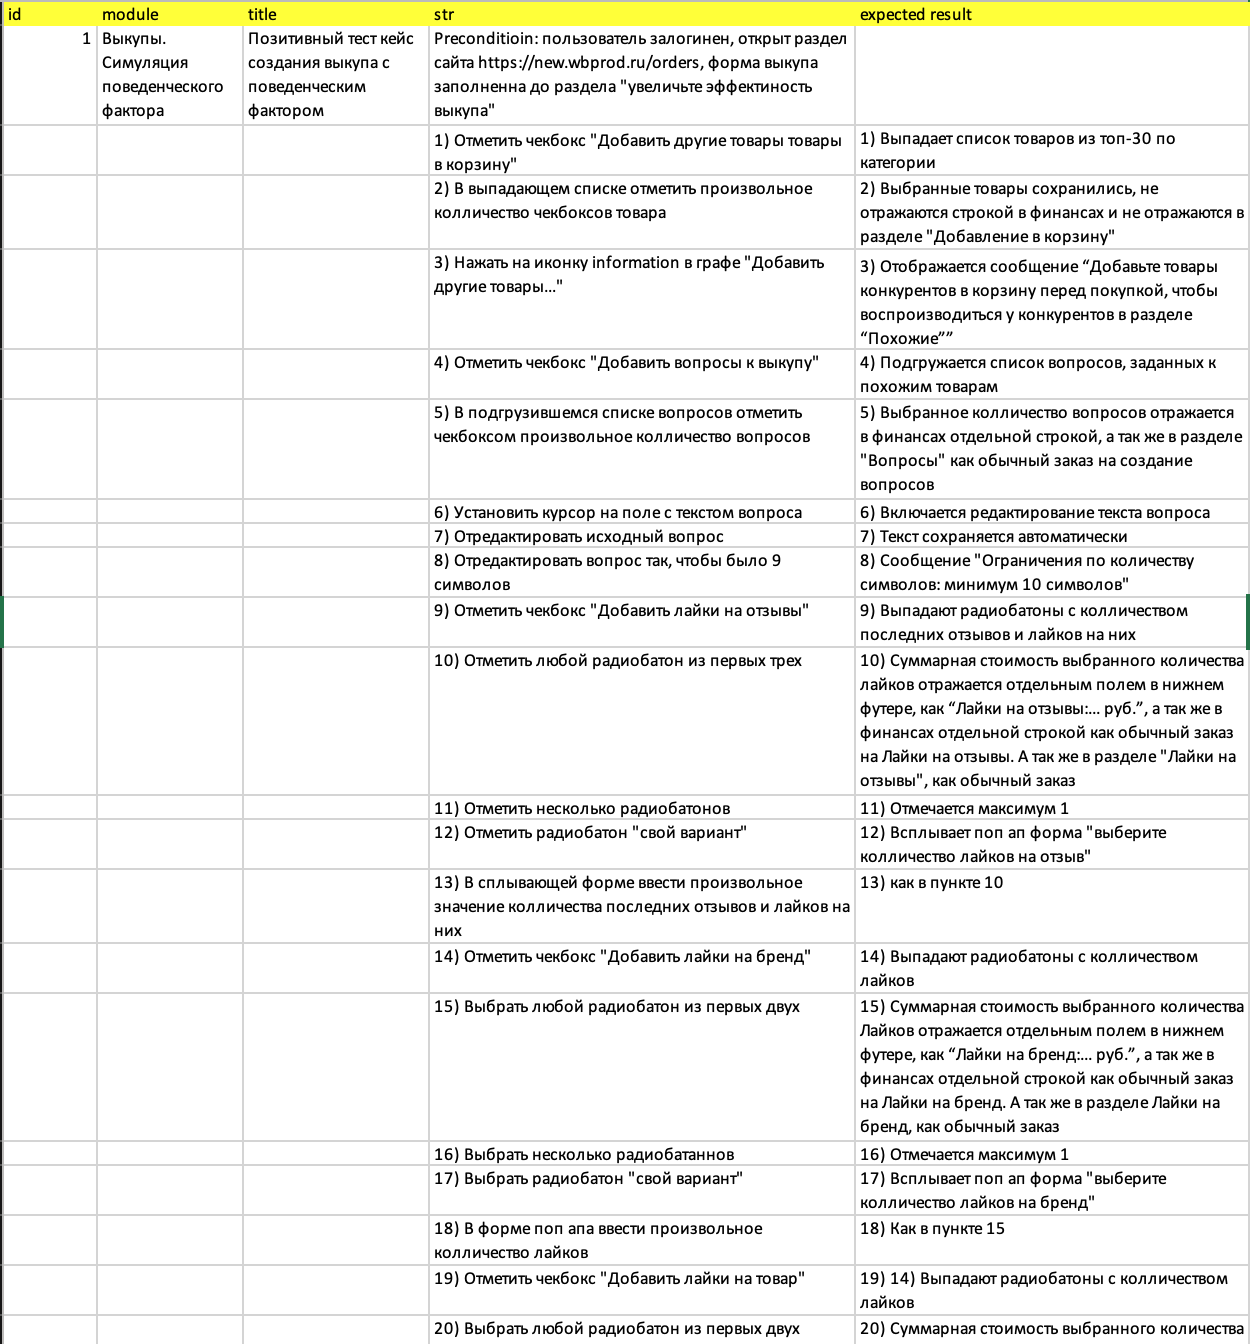 id module title str expected result
1 Выкупы. Позитивный тест кейс Preconditioin: пользователь залогинен, открыт раздел
Симуляция создания выкупа с сайта https://new.wbprod.ru/orders, форма выкупа
поведенческого поведенческим заполненна до раздела "увеличьте эффектиность
фактора фактором выкупа"
1) Отметить чекбокс "Добавить другие товары товары
в корзину"
1) Выпадает список товаров из топ-30 по
категории
2) В выпадающем списке отметить произвольное
колличество чекбоксов товара
2) Выбранные товары сохранились, не
отражаются строкой в финансах и не отражаются в
разделе "Добавление в корзину"
3) Нажать на иконку information в графе "Добавить
другие товары..."
3) Отображается сообщение “Добавьте товары
конкурентов в корзину перед покупкой, чтобы
воспроизводиться у конкурентов в разделе
“Похожие””
4) Отметить чекбокс "Добавить вопросы к выкупу"
4) Подгружается список вопросов, заданных к
похожим товарам
5) В подгрузившемся списке вопросов отметить
чекбоксом произвольное колличество вопросов
5) Выбранное колличество вопросов отражается
в финансах отдельной строкой, а так же в разделе
"Вопросы" как обычный заказ на создание
вопросов
6) Установить курсор на поле с текстом вопроса
6) Включается редактирование текста вопроса
7) Отредактировать исходный вопрос
7) Текст сохраняется автоматически
8) Отредактировать вопрос так, чтобы было 9
символов
8) Сообщение "Ограничения по количеству
символов: минимум 10 символов"
9) Отметить чекбокс "Добавить лайки на отзывы"
9) Выпадают радиобатоны с колличеством
последних отзывов и лайков на них
10) Отметить любой радиобатон из первых трех
10) Суммарная стоимость выбранного количества
лайков отражается отдельным полем в нижнем
футере, как “Лайки на отзывы:... руб.”, а так же в
финансах отдельной строкой как обычный заказ
на Лайки на отзывы. А так же в разделе "Лайки на
отзывы", как обычный заказ
11) Отметить несколько радиобатонов
11) Отмечается максимум 1
12) Отметить радиобатон "свой вариант"
12) Всплывает поп ап форма "выберите
колличество лайков на отзыв"
13) В сплывающей форме ввести произвольное
значение колличества последних отзывов и лайков на
них
13) как в пункте 10
14) Отметить чекбокс "Добавить лайки на бренд"
14) Выпадают радиобатоны с колличеством
лайков
15) Выбрать любой радиобатон из первых двух
15) Суммарная стоимость выбранного количества
Лайков отражается отдельным полем в нижнем
футере, как “Лайки на бренд:... руб.”, а так же в
финансах отдельной строкой как обычный заказ
на Лайки на бренд. А так же в разделе Лайки на
бренд, как обычный заказ
16) Выбрать несколько радиобатаннов
16) Отмечается максимум 1
17) Выбрать радиобатон "свой вариант"
17) Всплывает поп ап форма "выберите
колличество лайков на бренд"
18) В форме поп апа ввести произвольное
колличество лайков
18) Как в пункте 15
19) Отметить чекбокс "Добавить лайки на товар"
19) 14) Выпадают радиобатоны с колличеством
лайков
20) Выбрать любой радиобатон из первых двух
20) Суммарная стоимость выбранного количества